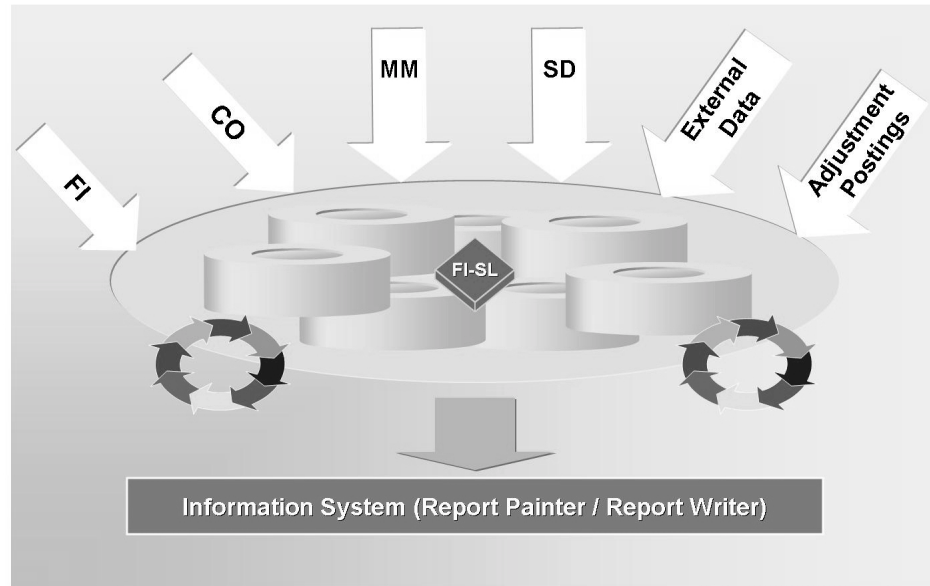 FI
CO
MM
SD
External
Data
Adjustment
Postings
FI-SL
Information System (Report Painter / Report Writer)